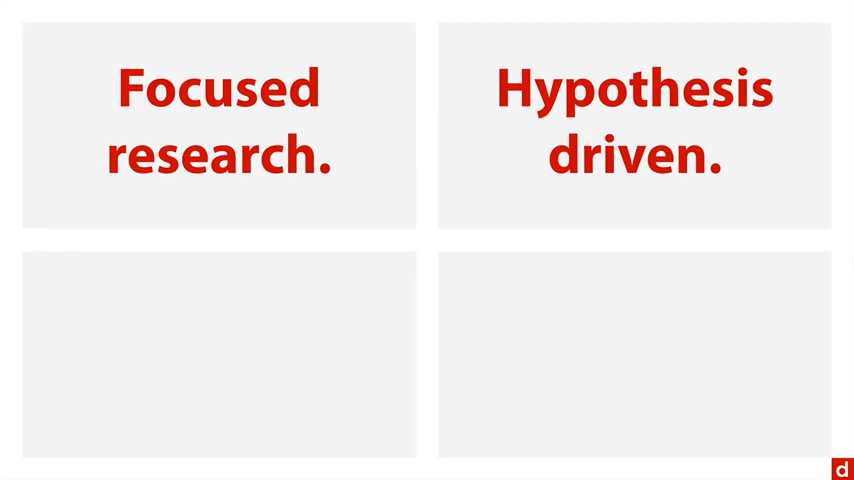 Focused
research.
Hypothesis
driven.
d